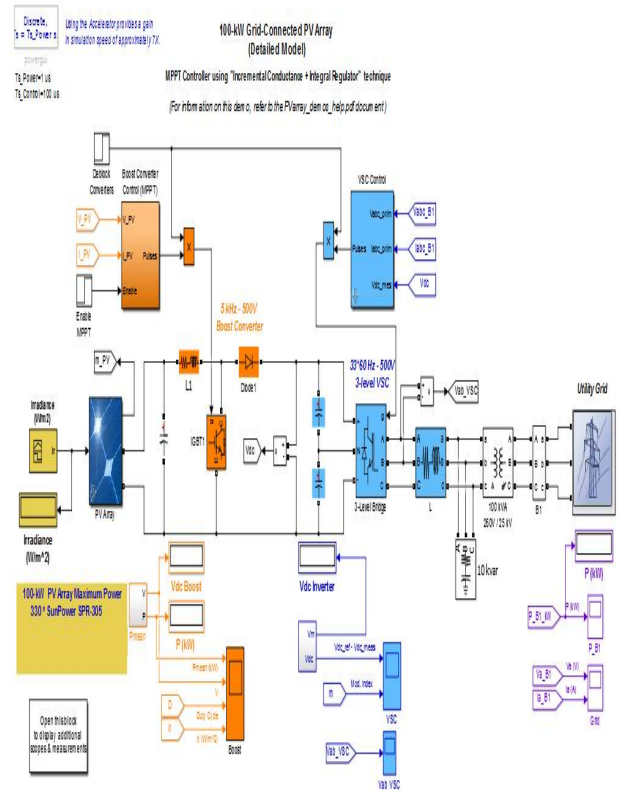 Discrete,
Ts = Ts_Power s
powergui
Ts_Power=1 us
Ts_Control=100 us
Using the Accelerator provides a gain
in simulation speed of approximately 7X.
100-kW Grid-Connected PV Array
(Detailed Model)
MPPT Controller using "Incremental Conductance + Integral Regulator" technique
(For information on this demo, refer to the PVarray_demos_help.pdf document)
Deblock
Converters
Boost Converter
Control (MPPT)
V_PV
I_PV
V_PV
I_PV
Pulses
Enable
Enable
MPPT
X
X
VSC Control
Vabc_prim
Iabc_prim
Pulses
Vdc_mes
Vabc_B1
Iabc_B1
Vdc
5 kHz - 500V
Boost Converter
33*60 Hz - 500V
3-level VSC
m_PV
L1
Diode1
IGBT1
Vdc
Vab_VSC
Utility Grid
Irradiance
(W/m2)
Ir
PV Array
Irradiance
(W/m^2)
3-Level Bridge
L
100 kVA
260V / 25 kV
B1
10 kvar
100-kW PV Array Maximum Power
330 * SunPower SPR-305
V
P
Pmean
Vdc Boost
P (kW)
Pmean (kW)
V
D
Duty Cycle
Ir
Ir (W/m^2)
Boost
Vdc Inverter
Vm
Vdc
Vdc_ref - Vdc_meas
Mod. Index
m
VSC
Vab_VSC
Vab VSC
P (kW)
P_B1_kW
P (kW)
P_B1
Va_B1
Va (V)
Ia_B1
Ia (A)
Grid
Open this block
to display additional
scopes & measurements